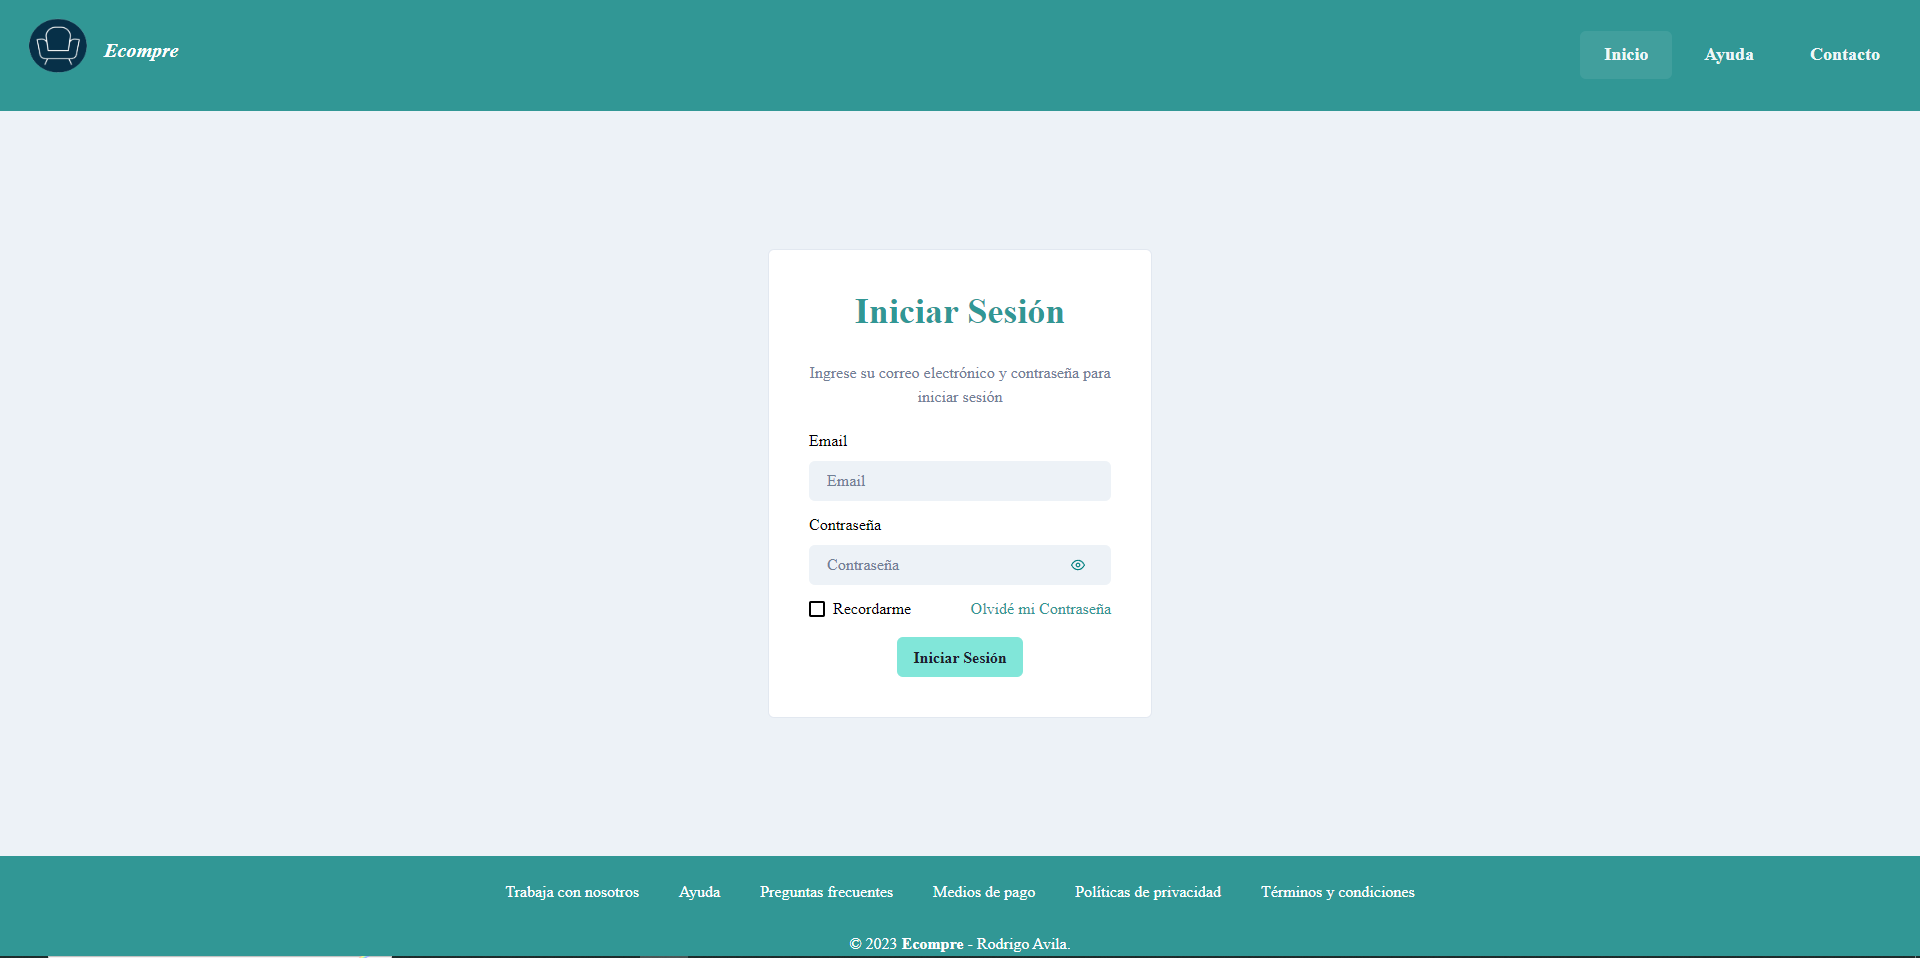 Ecompre
Inicio
Ayuda
Contacto
Iniciar Sesión
Ingrese su correo electrónico y contraseña para
iniciar sesión
Email
Email
Contraseña
Contraseña
Recordarme
Olvidé mi Contraseña
Iniciar Sesión
Trabaja con nosotros
Ayuda
Preguntas frecuentes
Medios de pago
Políticas de privacidad
Términos y condiciones
© 2023 Ecompre - Rodrigo Avila.